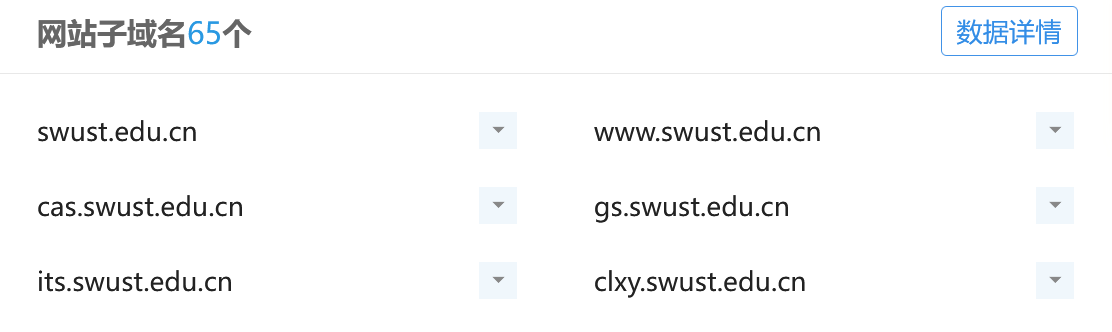 网站子域名65个
数据详情
swust.edu.cn
www.swust.edu.cn
cas.swust.edu.cn
gs.swust.edu.cn
its.swust.edu.cn
clxy.swust.edu.cn